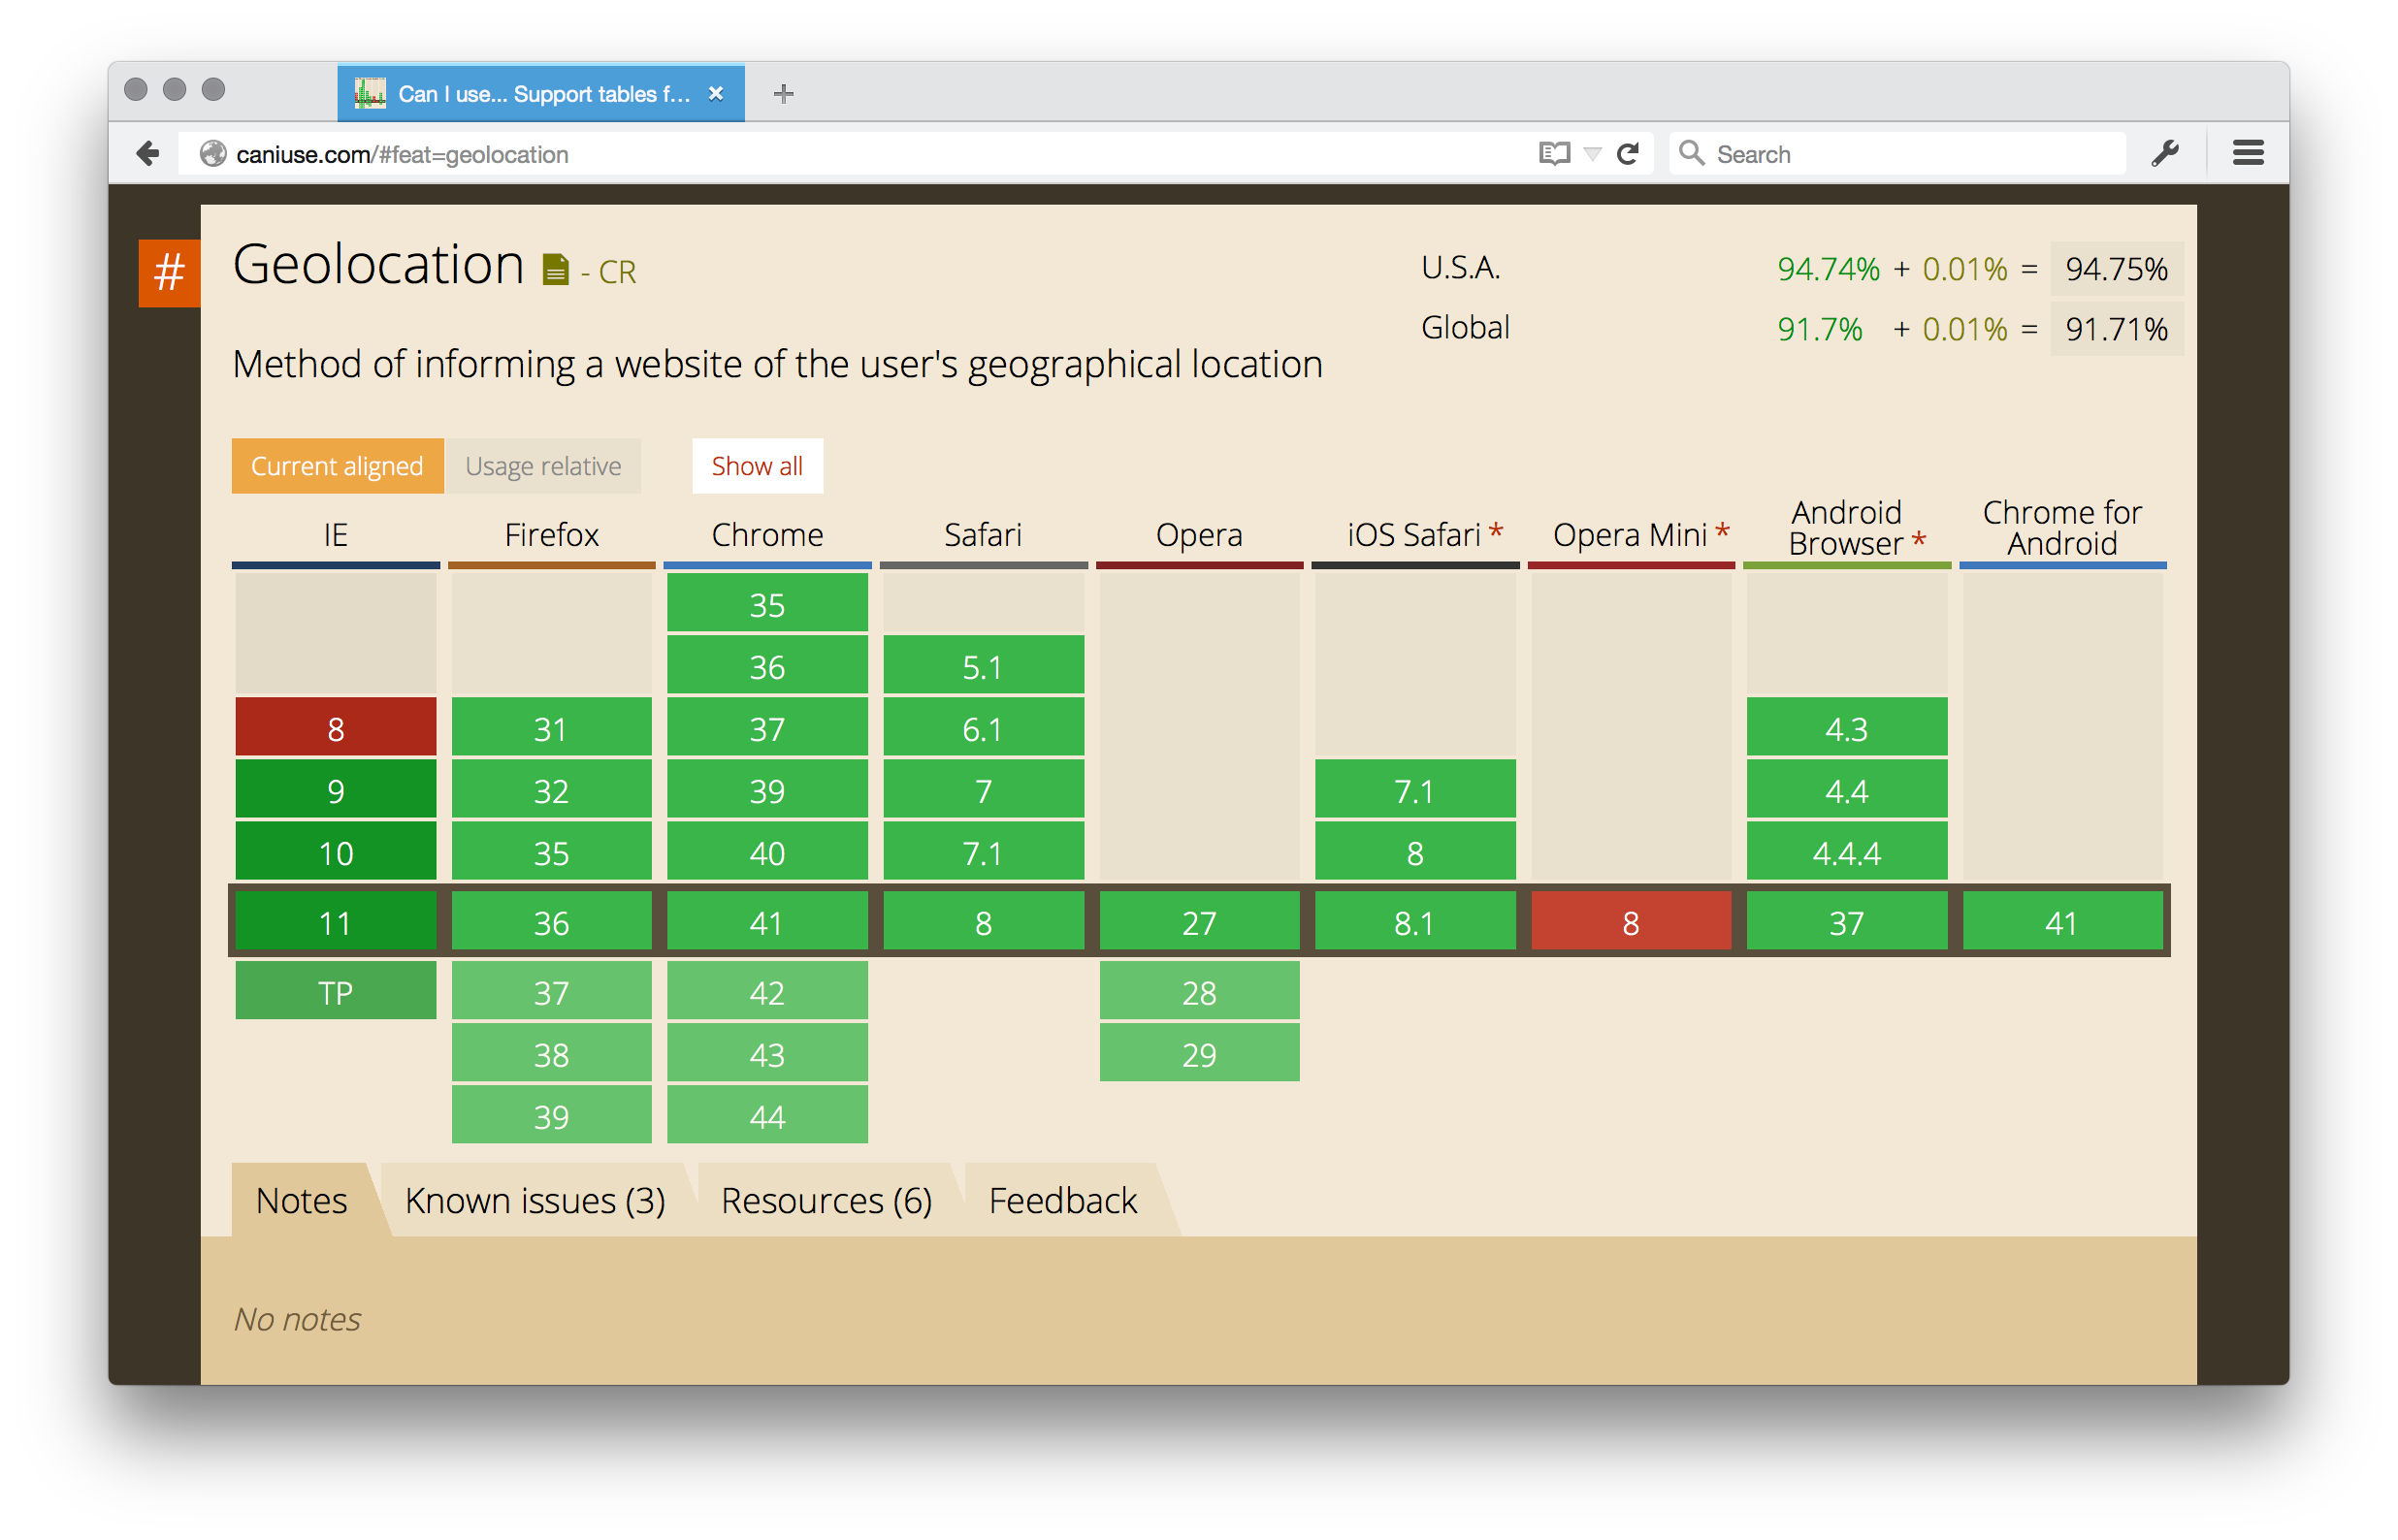 Can I use... Support tables f...
caniuse.com/#feat=geolocation
Search
#
Geolocation - CR
U.S.A. 94.74% + 0.01% = 94.75%
Global 91.7% + 0.01% = 91.71%
Method of informing a website of the user's geographical location
Current aligned Usage relative Show all
IE Firefox Chrome Safari Opera iOS Safari * Opera Mini * Android Browser * Chrome for Android
35
36 5.1
8 31 37 6.1 4.3
9 32 39 7 7.1 4.4
10 35 40 7.1 8 4.4.4
11 36 41 8 27 8.1 8 37 41
TP 37 42 28
38 43 29
39 44
Notes Known issues (3) Resources (6) Feedback
No notes